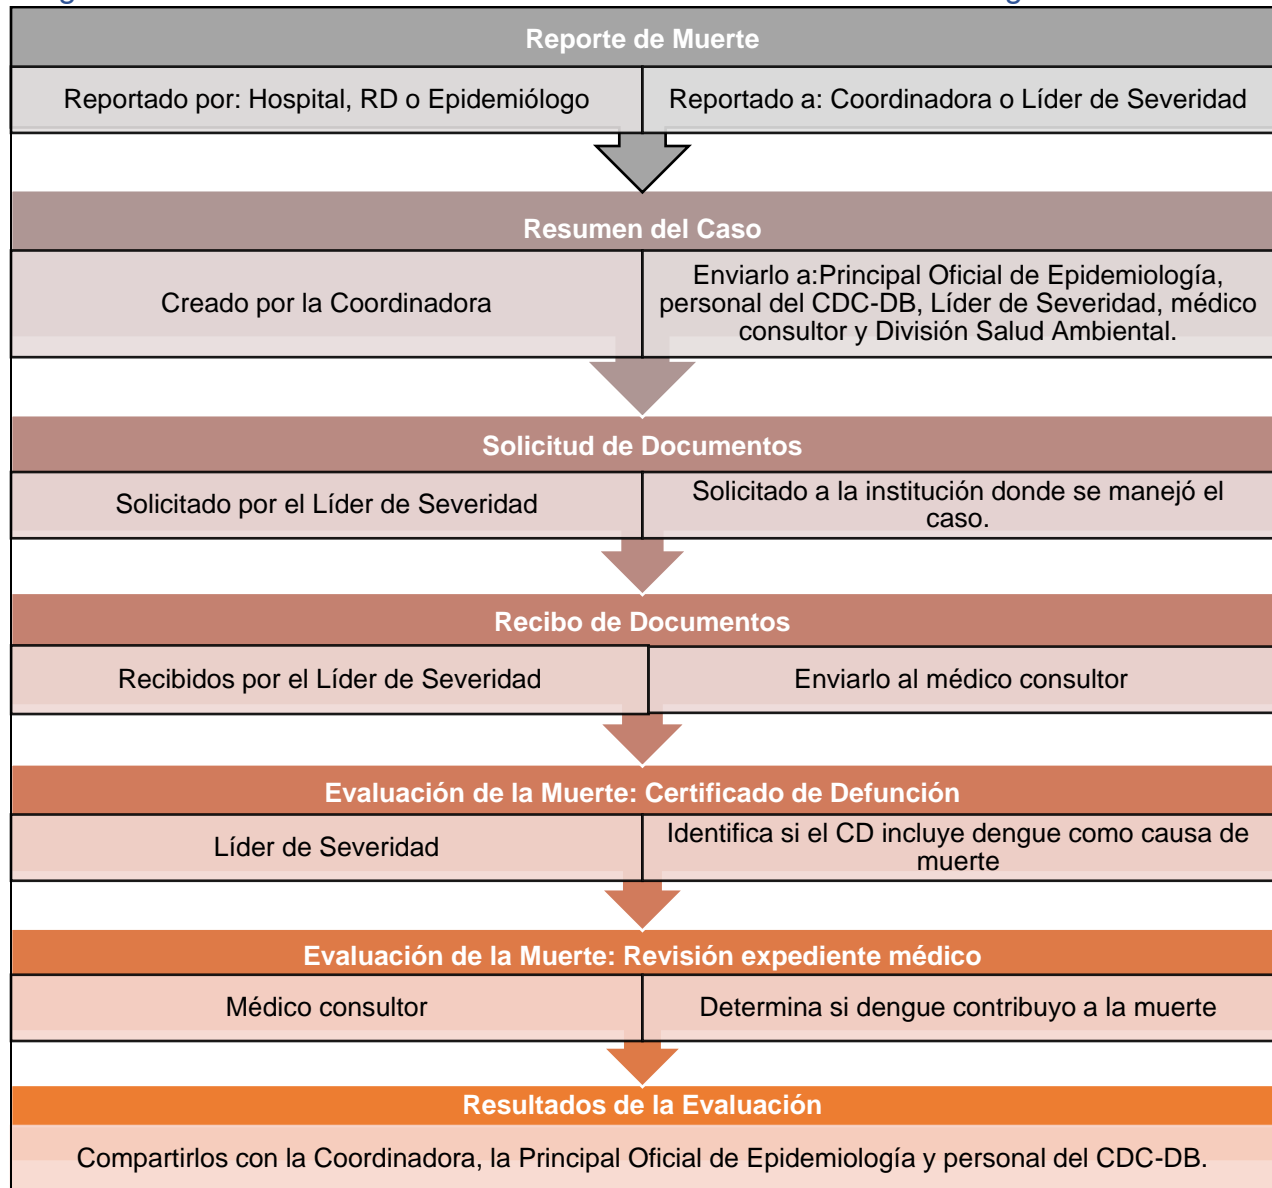 Reporte de Muerte
Reportado por: Hospital, RD o Epidemiólogo
Reportado a: Coordinadora o Líder de Severidad
Resumen del Caso
Creado por la Coordinadora
Enviarlo a:Principal Oficial de Epidemiología,
personal del CDC-DB, Líder de Severidad, médico
consultor y División Salud Ambiental.
Solicitud de Documentos
Solicitado por el Líder de Severidad
Solicitado a la institución donde se manejó el
caso.
Recibo de Documentos
Recibidos por el Líder de Severidad
Enviarlo al médico consultor
Evaluación de la Muerte: Certificado de Defunción
Líder de Severidad
Identifica si el CD incluye dengue como causa de
muerte
Evaluación de la Muerte: Revisión expediente médico
Médico consultor
Determina si dengue contribuyo a la muerte
Resultados de la Evaluación
Compartirlos con la Coordinadora, la Principal Oficial de Epidemiología y personal del CDC-DB.